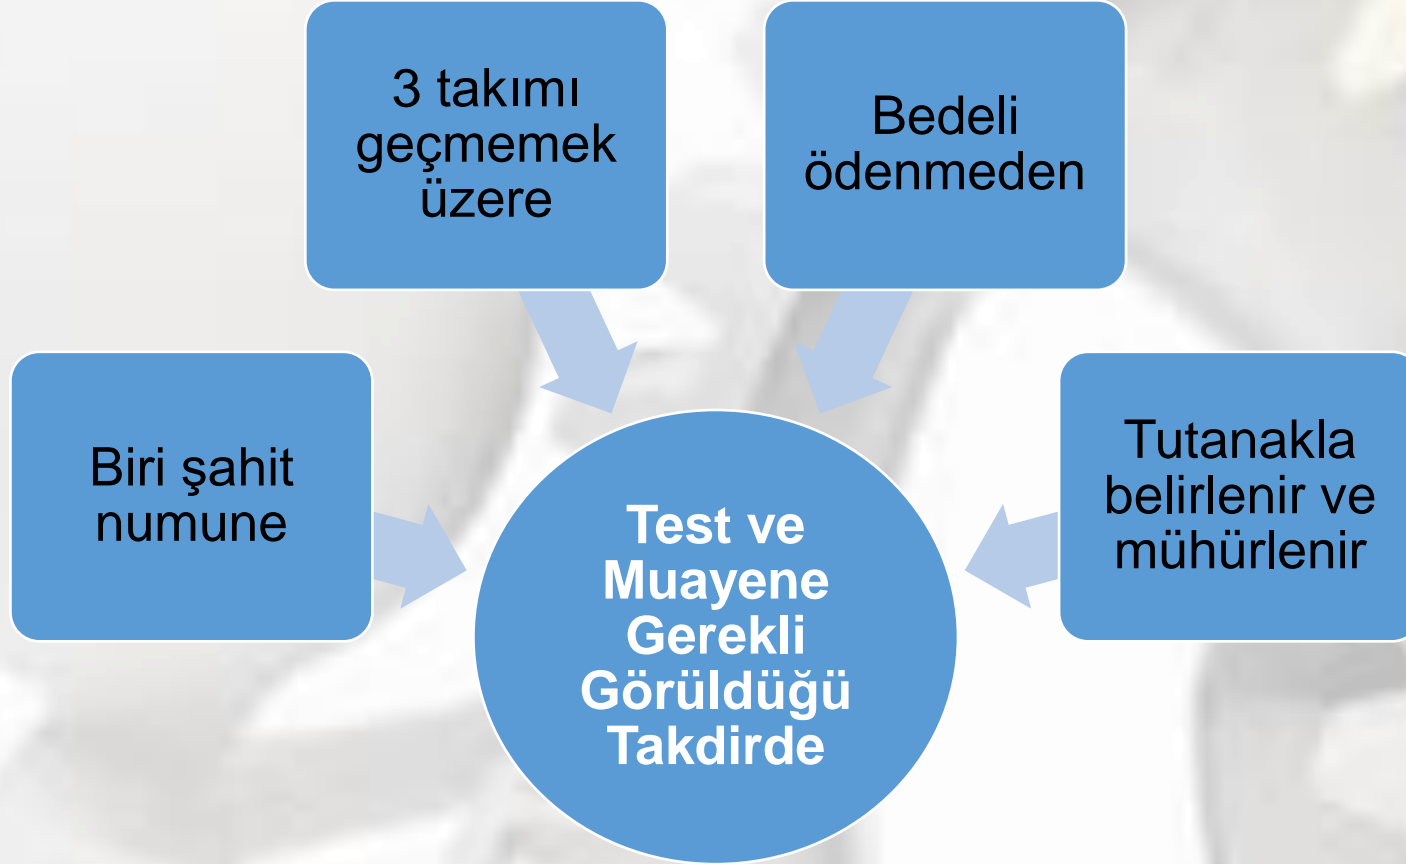 3 takımı
geçmemek
üzere
Bedeli
ödenmeden
Biri şahit
numune
Tutanakla
belirlenir ve
mühürlenir
Test ve
Muayene
Gerekli
Görüldüğü
Takdirde